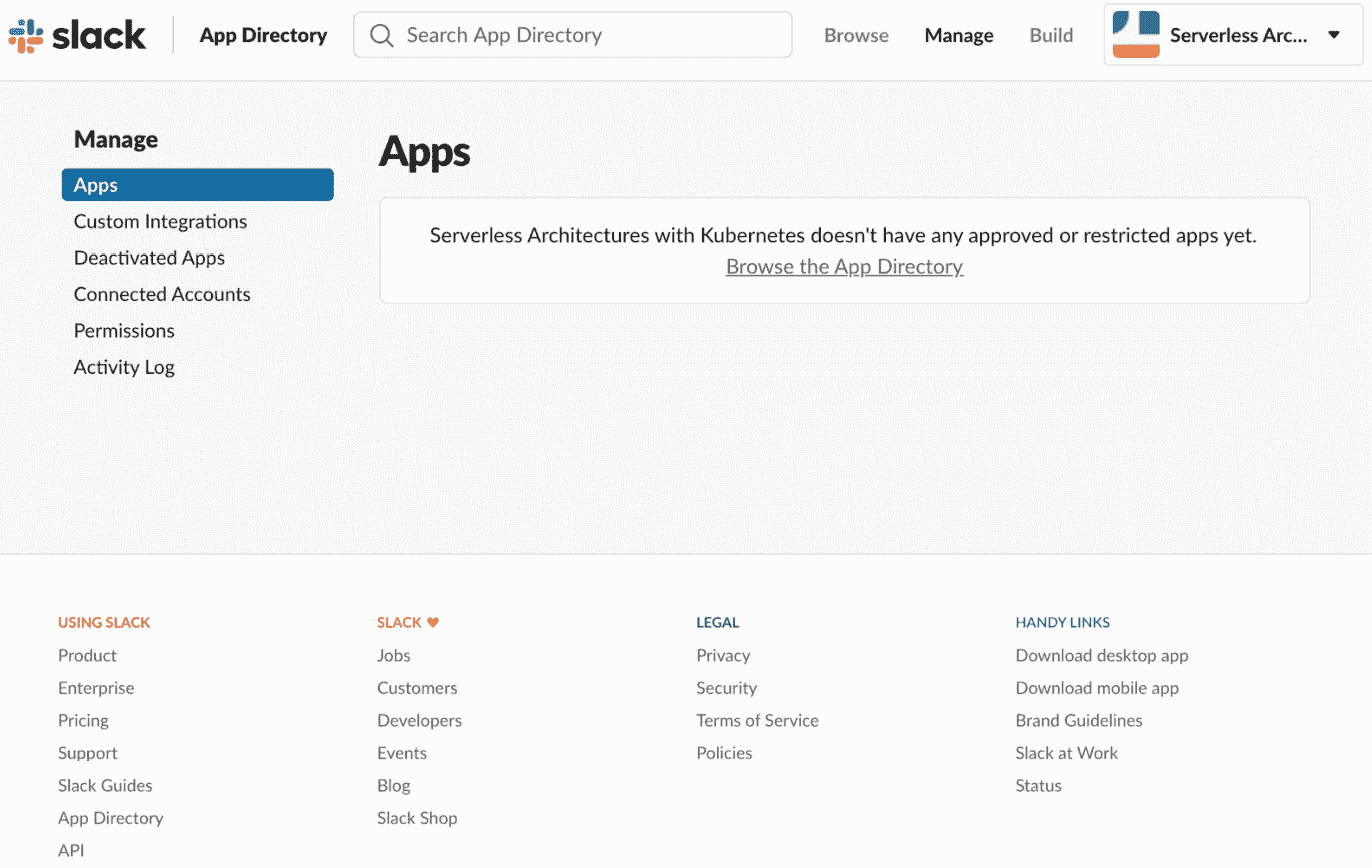 slack
App Directory
Search App Directory
Browse
Manage
Build
Serverless Arc...
Manage
Apps
Custom Integrations
Deactivated Apps
Connected Accounts
Permissions
Activity Log
Apps
Serverless Architectures with Kubernetes doesn't have any approved or restricted apps yet.
Browse the App Directory
USING SLACK
Product
Enterprise
Pricing
Support
Slack Guides
App Directory
API
SLACK ♥
Jobs
Customers
Developers
Events
Blog
Slack Shop
LEGAL
Privacy
Security
Terms of Service
Policies
HANDY LINKS
Download desktop app
Download mobile app
Brand Guidelines
Slack at Work
Status